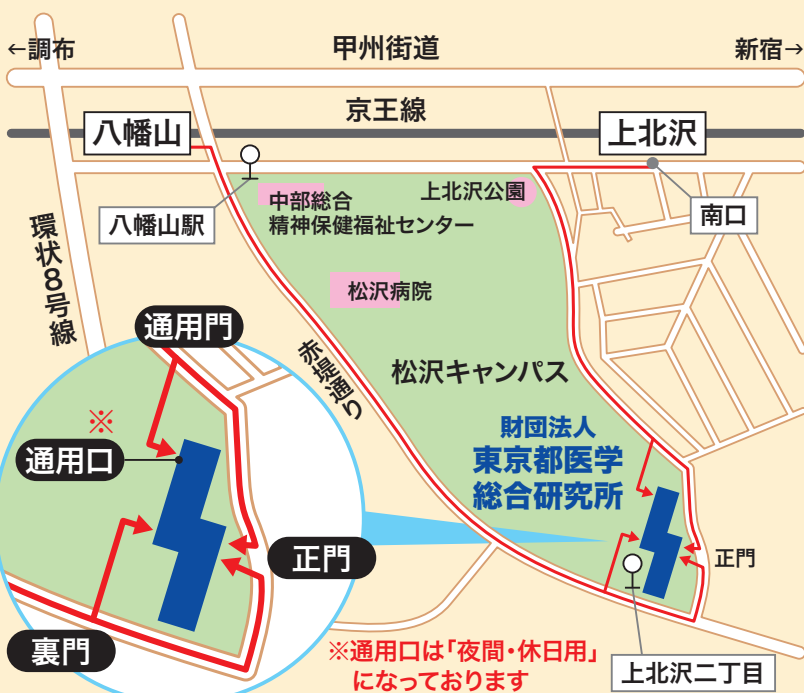 ←調布
甲州街道
新宿→
京王線
八幡山
上北沢
八幡山駅
中部総合
精神保健福祉センター
上北沢公園
南口
環状8号線
松沢病院
通用門
赤堤通り
松沢キャンパス
※
通用口
財団法人
東京都医学
総合研究所
正門
正門
裏門
※通用口は「夜間・休日用」
になっております
上北沢二丁目